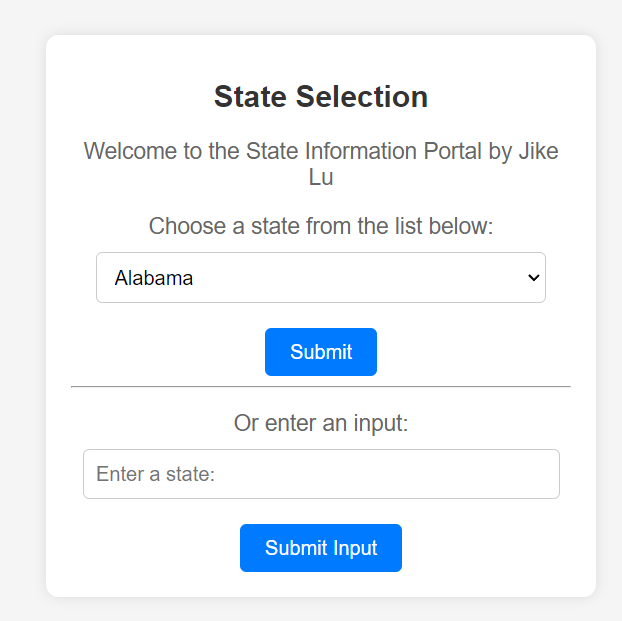 State Selection
Welcome to the State Information Portal by Jike
Lu
Choose a state from the list below:
Alabama
Submit
Or enter an input:
Enter a state:
Submit Input